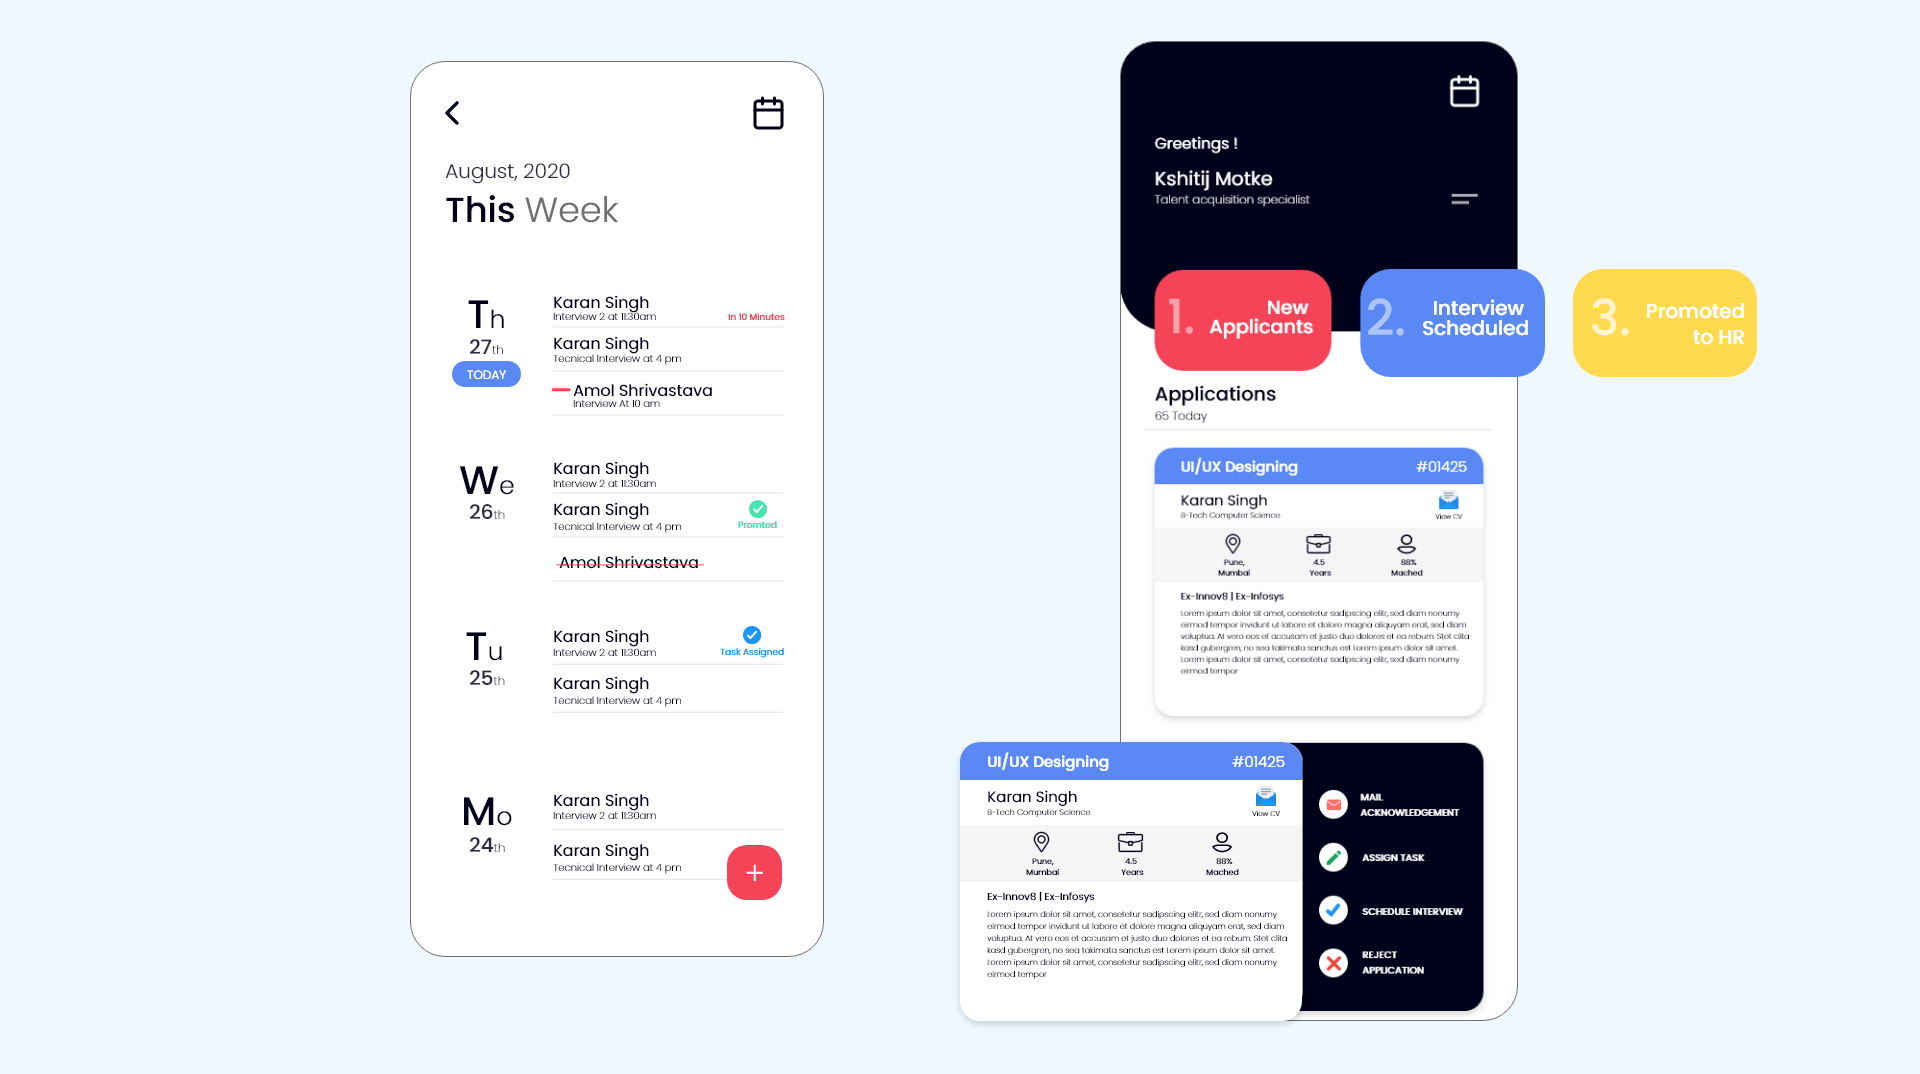 August, 2020
This Week
Th
27th
TODAY
Karan Singh
Interview 2 at 11:30am
In 10 Minutes
Karan Singh
Tecnical Interview at 4 pm
Amol Shrivastava
Interview At 10 am
We
26th
Karan Singh
Interview 2 at 11:30am
Karan Singh
Tecnical Interview at 4 pm
Promted
Amol Shrivastava
Tu
25th
Karan Singh
Interview 2 at 11:30am
Task Assigned
Karan Singh
Tecnical Interview at 4 pm
Mo
24th
Karan Singh
Interview 2 at 11:30am
Karan Singh
Tecnical Interview at 4 pm
Greetings !
Kshitij Motke
Talent acquisition specialist
1. New
Applicants
2. Interview
Scheduled
3. Promoted
to HR
Applications
65 Today
UI/UX Designing #01425
Karan Singh
B-Tech Computer Science
View CV
Pune,
Mumbai
4.5
Years
88%
Mached
Ex-Innov8 | Ex-Infosys
Lorem ipsum dolor sit amet, consetetur sadipscing elitr, sed diam nonumy
eirmod tempor invidunt ut labore et dolore magna aliquyam erat, sed diam
voluptua. At vero eos et accusam et justo duo dolores et ea rebum. Stet clita
kasd gubergren, no sea takimata sanctus est Lorem ipsum dolor sit amet.
Lorem ipsum dolor sit amet, consetetur sadipscing elitr, sed diam nonumy
eirmod tempor
UI/UX Designing #01425
Karan Singh
B-Tech Computer Science
View CV
Pune,
Mumbai
4.5
Years
88%
Mached
Ex-Innov8 | Ex-Infosys
Lorem ipsum dolor sit amet, consetetur sadipscing elitr, sed diam nonumy
eirmod tempor invidunt ut labore et dolore magna aliquyam erat, sed diam
voluptua. At vero eos et accusam et justo duo dolores et ea rebum. Stet clita
kasd gubergren, no sea takimata sanctus est Lorem ipsum dolor sit amet.
Lorem ipsum dolor sit amet, consetetur sadipscing elitr, sed diam nonumy
eirmod tempor
MAIL
ACKNOWLEDGEMENT
ASSIGN TASK
SCHEDULE INTERVIEW
REJECT
APPLICATION